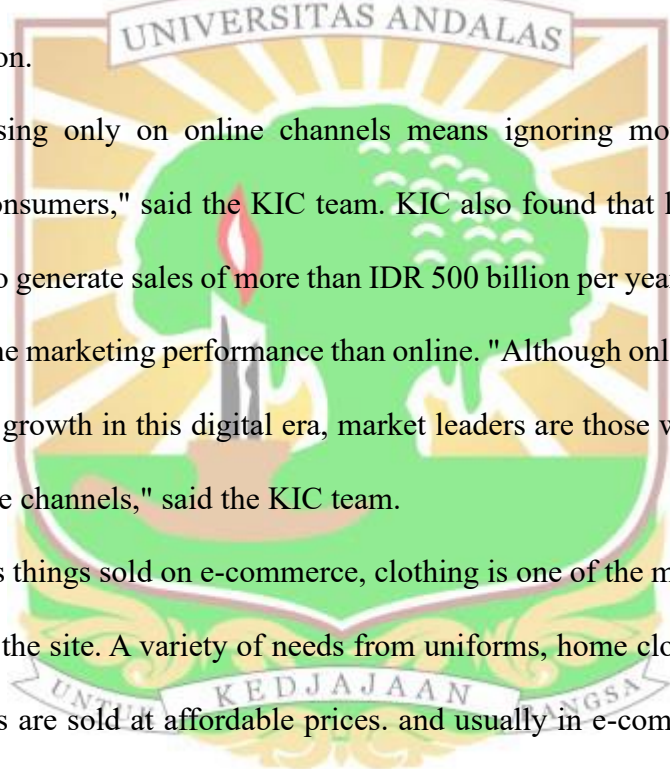 UNIVERSITAS ANDALAS
on.
sing only on online channels means ignoring mo
onsumers," said the KIC team. KIC also found that
o generate sales of more than IDR 500 billion per year
ne marketing performance than online. "Although onl
growth in this digital era, market leaders are those
e channels," said the KIC team.
s things sold on e-commerce, clothing is one of the m
the site. A variety of needs from uniforms, home clo
s are sold at affordable prices. and usually in e-com
UNTUK KEDJAJAAN BANGSA